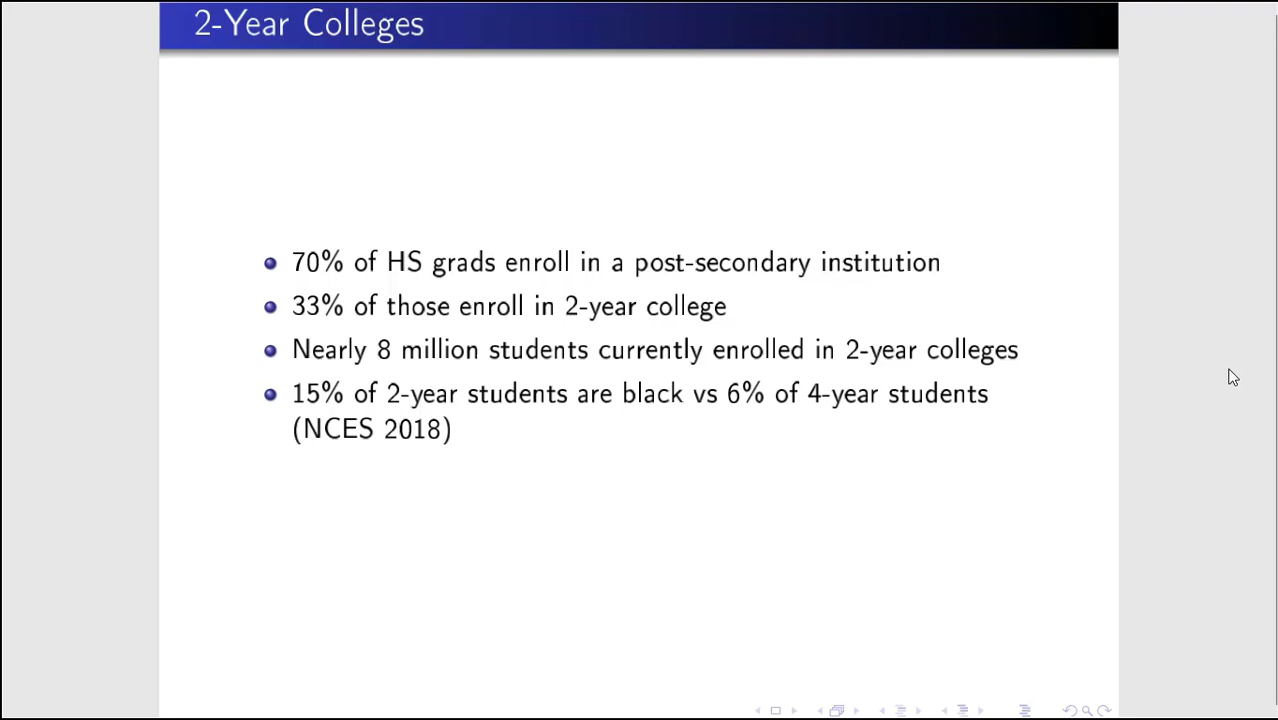 2-Year Colleges
70% of HS grads enroll in a post-secondary institution
33% of those enroll in 2-year college
Nearly 8 million students currently enrolled in 2-year colleges
15% of 2-year students are black vs 6% of 4-year students
(NCES 2018)